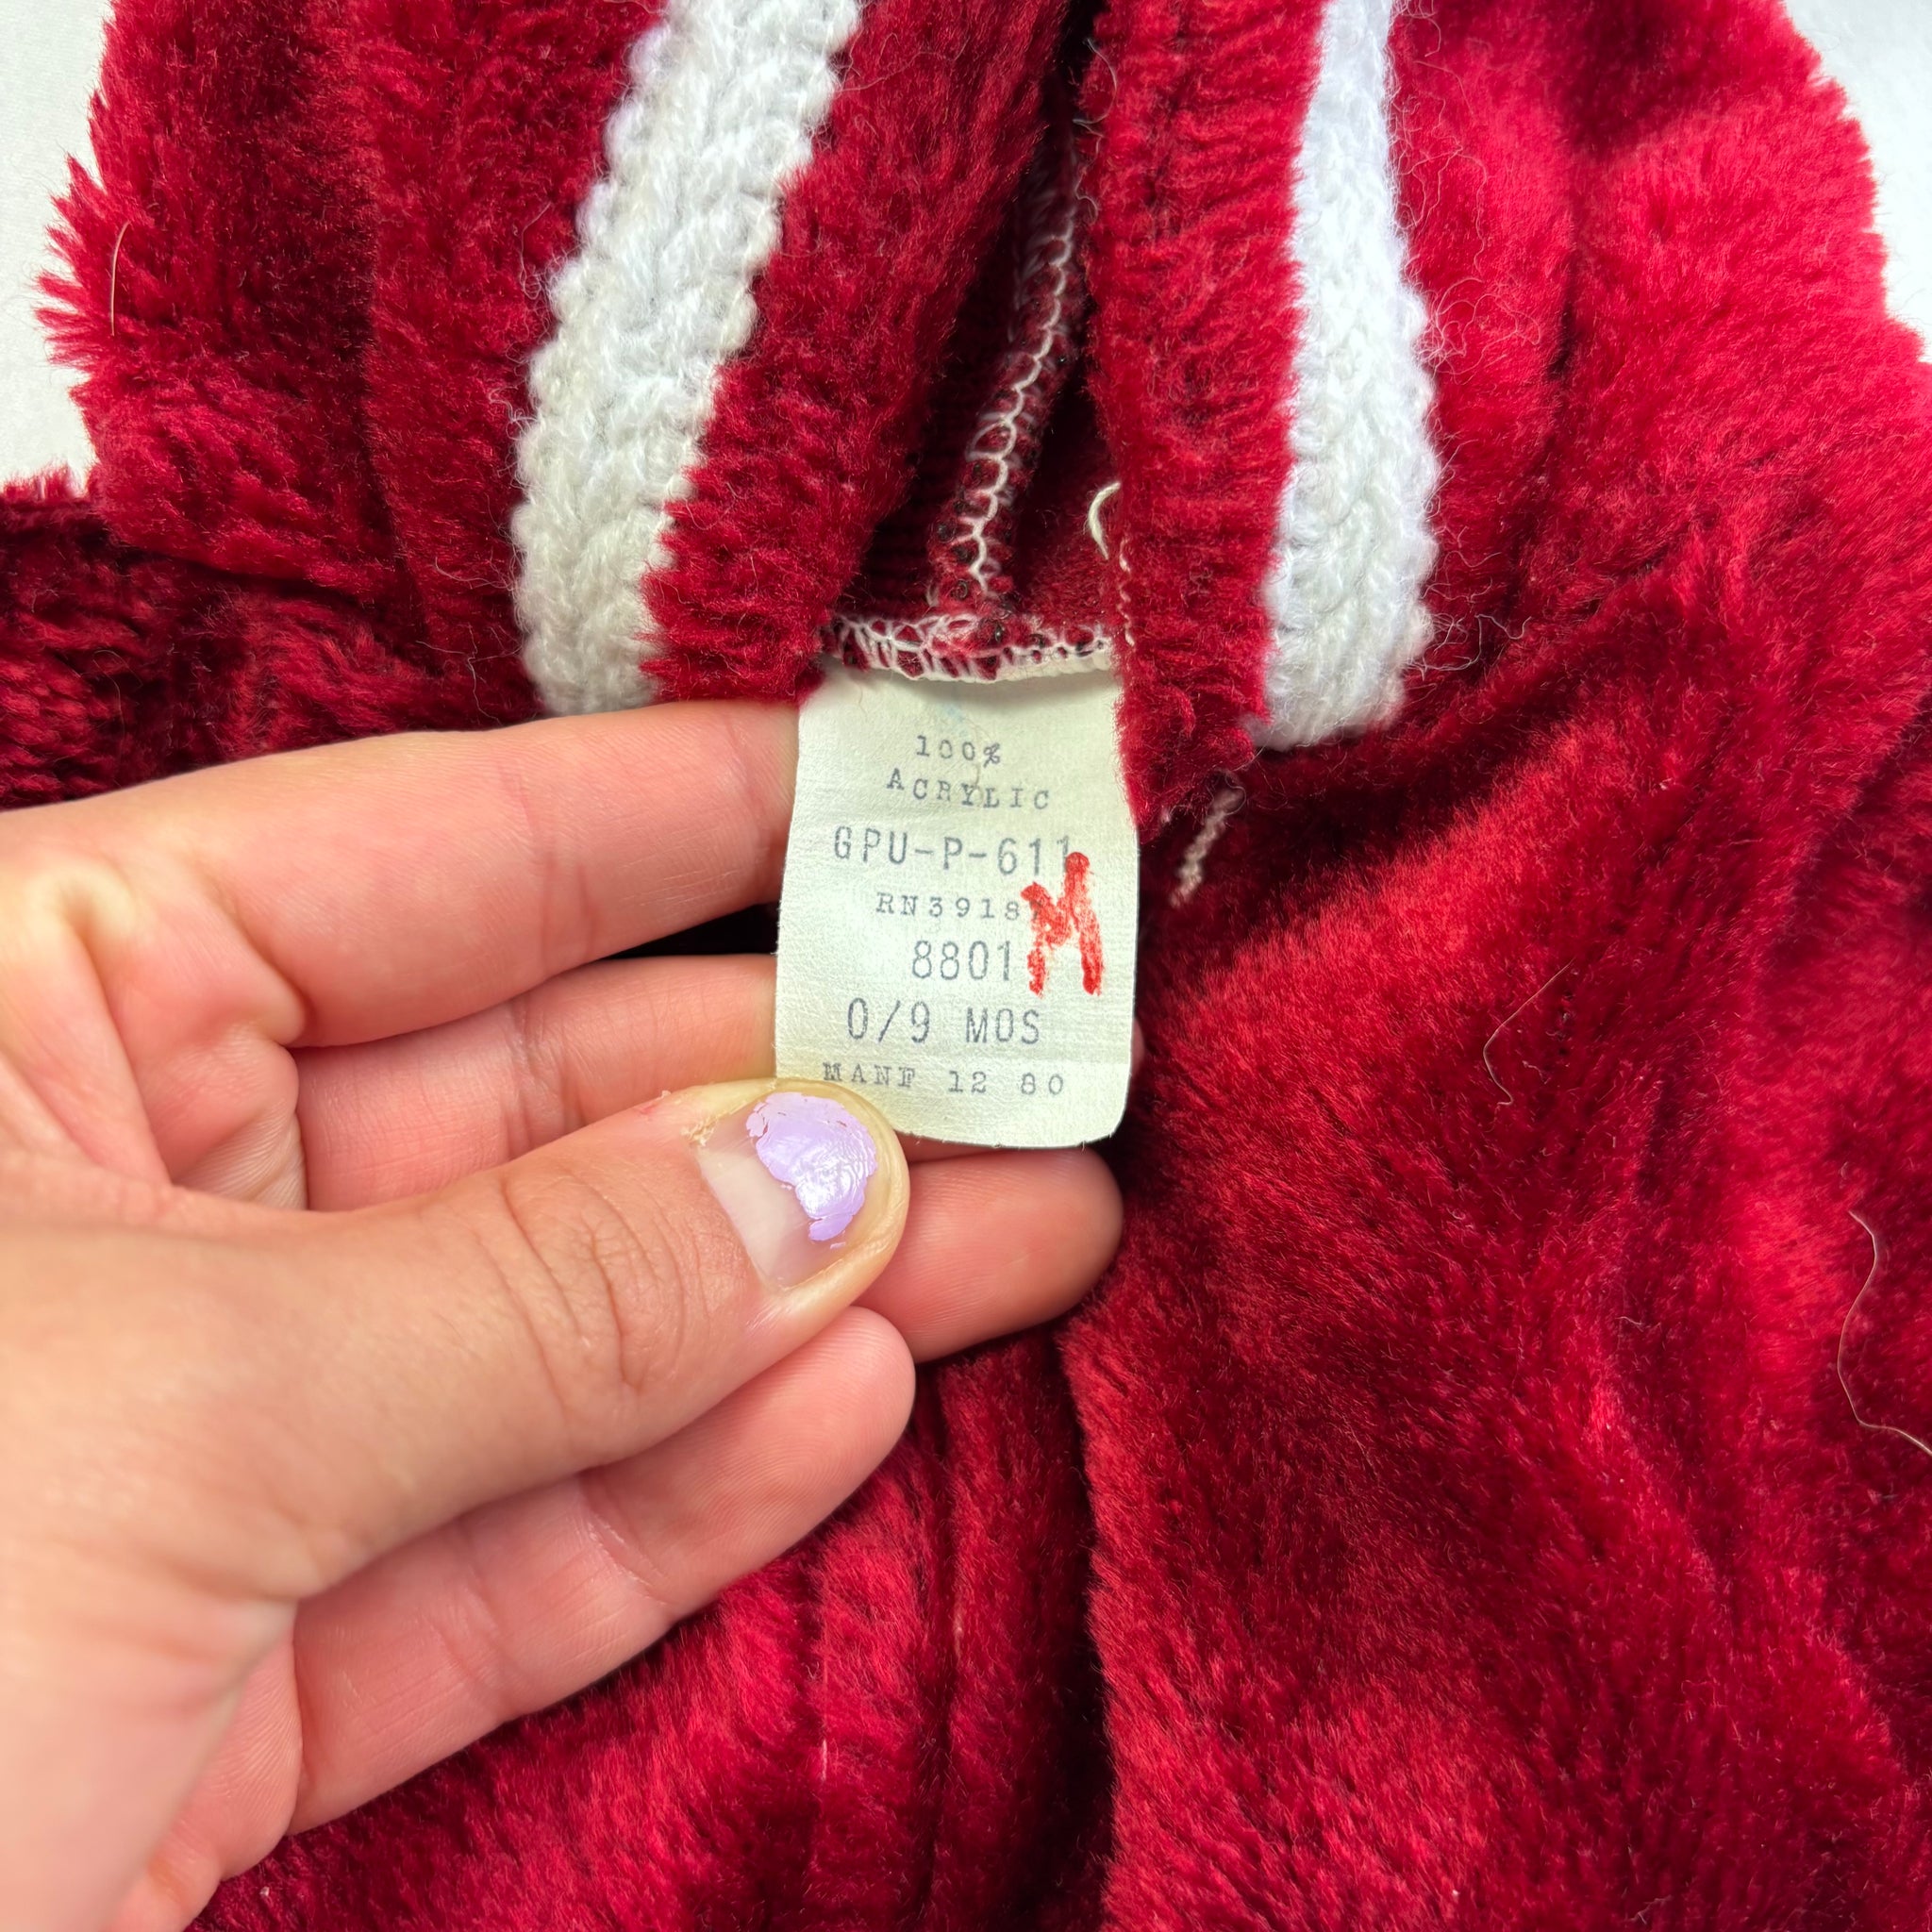 100%
ACRYLIC
GPU-P-611
RN3918
M
8801
0/9 MOS
MANF 12 80